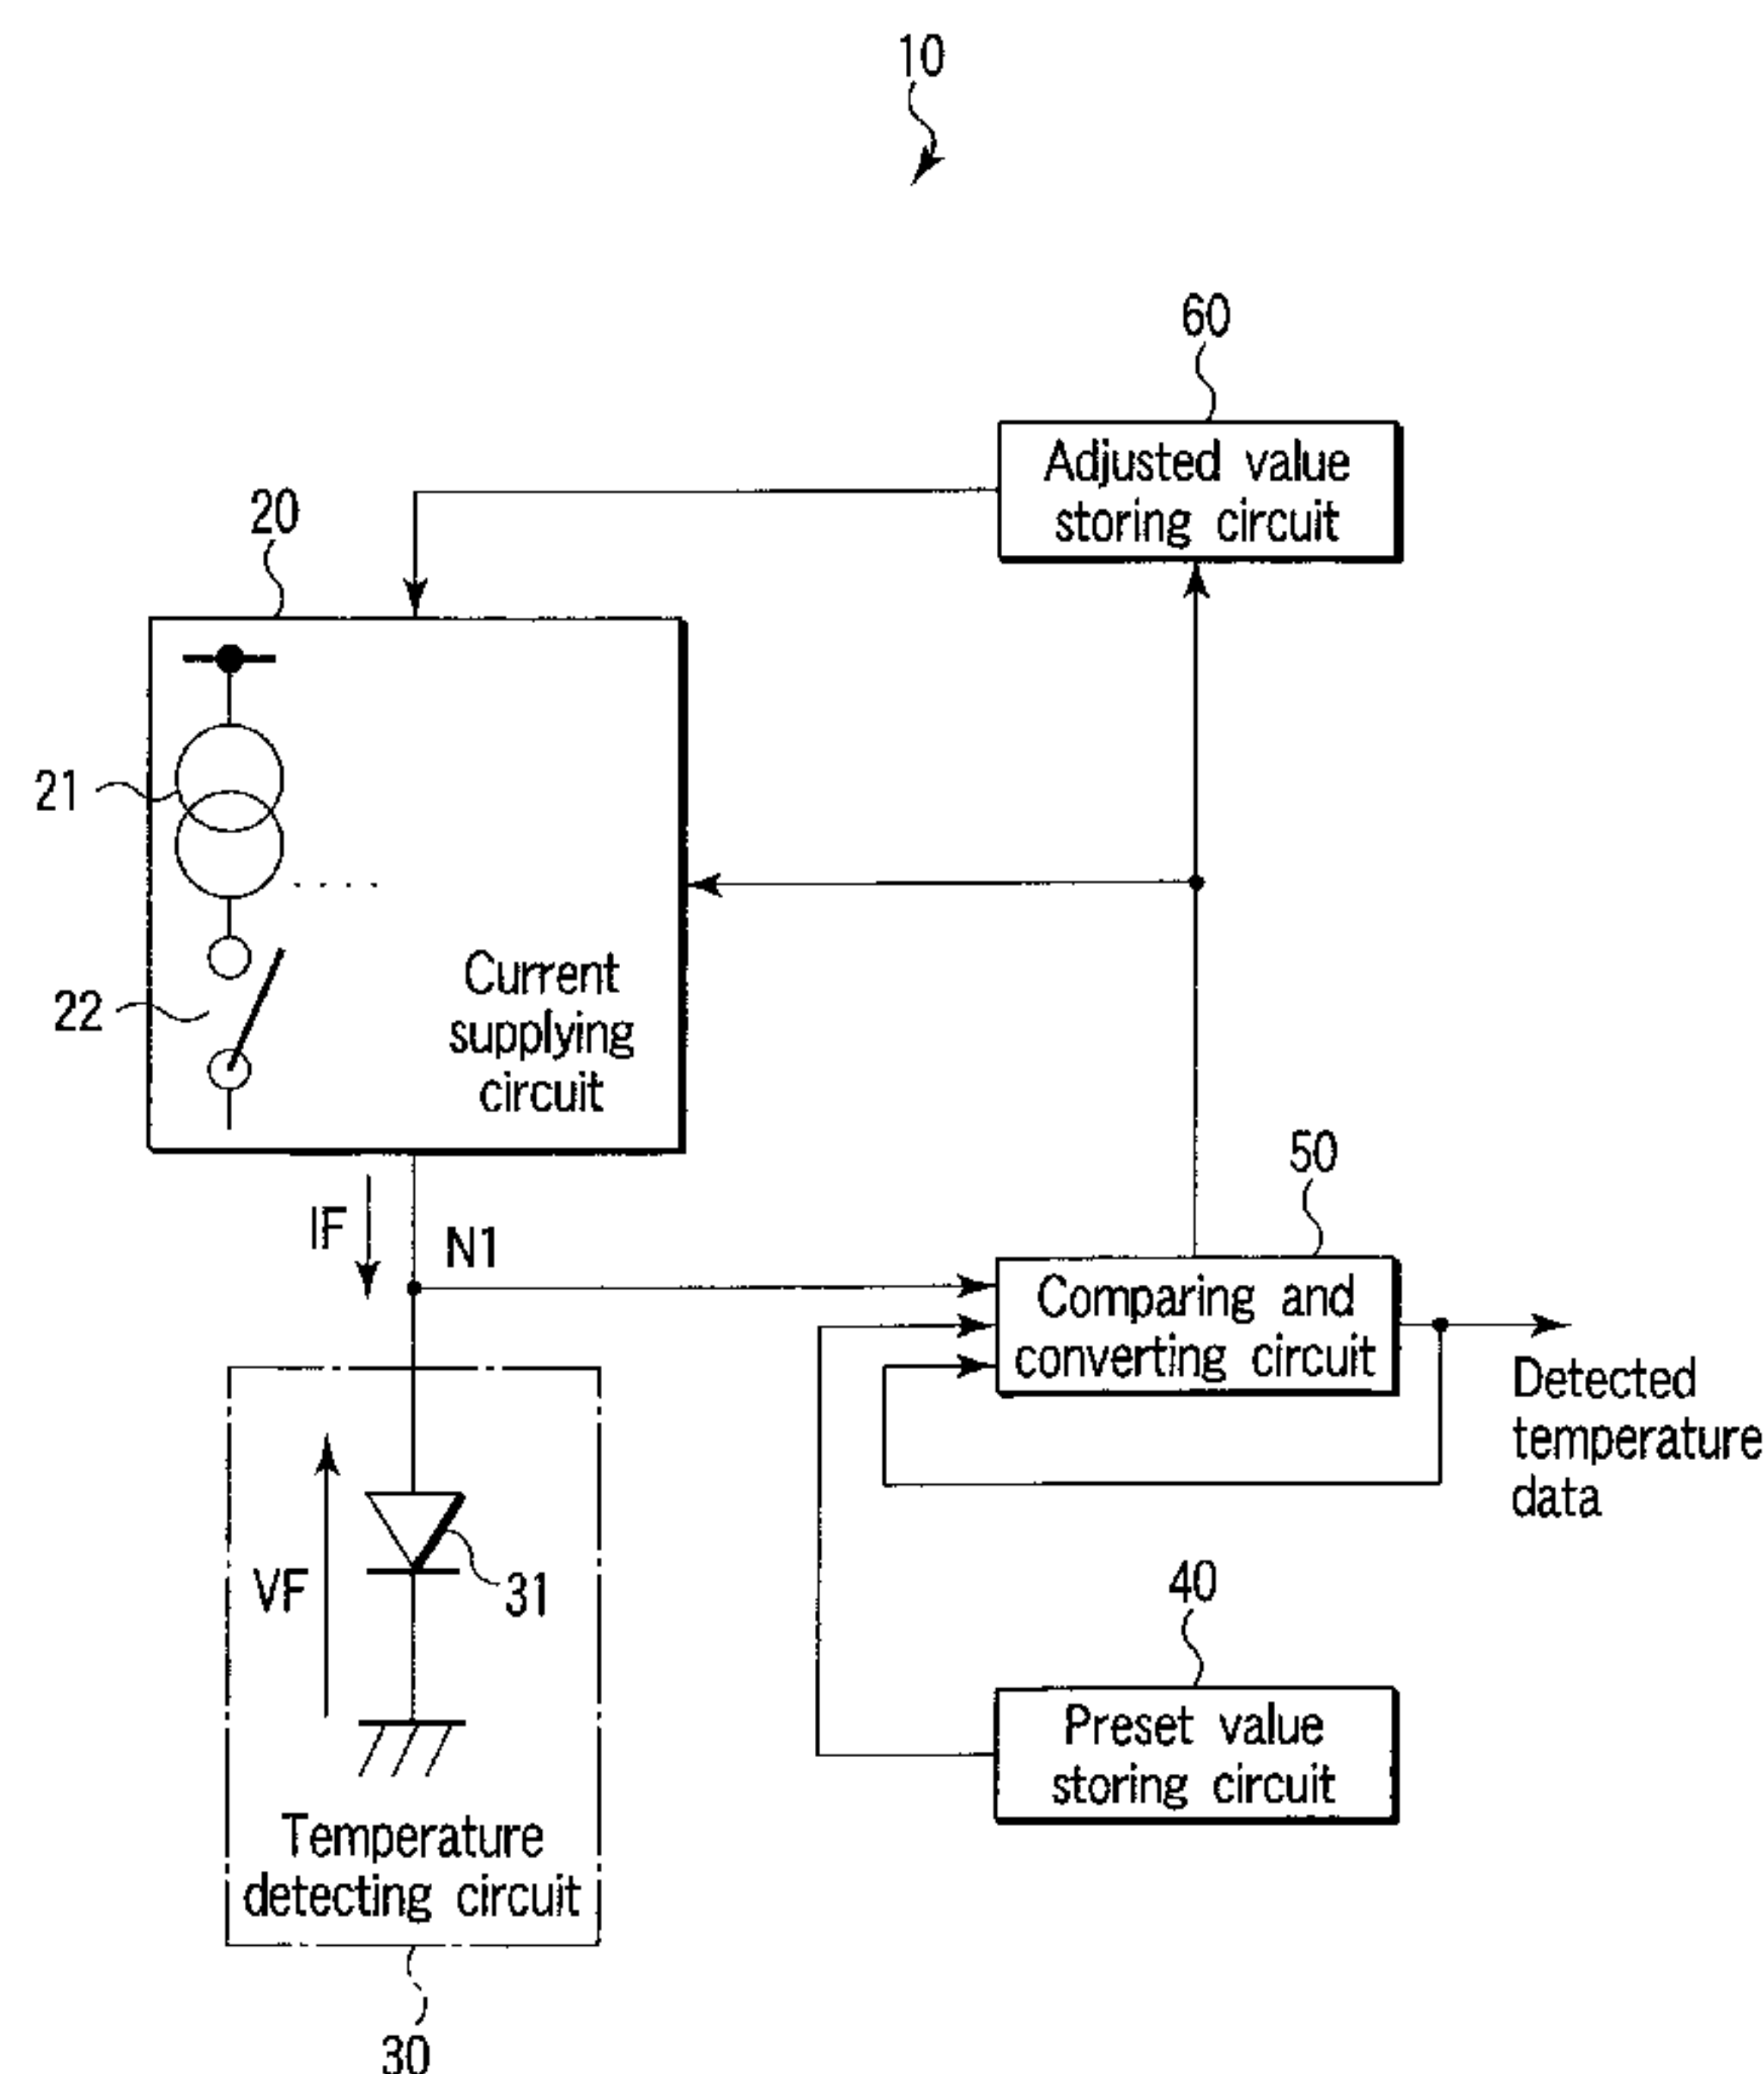 10
60
Adjusted value
storing circuit
20
21
22
Current
supplying
circuit
IF
N1
50
Comparing and
converting circuit
Detected
temperature
data
VF
31
40
Preset value
storing circuit
Temperature
detecting circuit
30